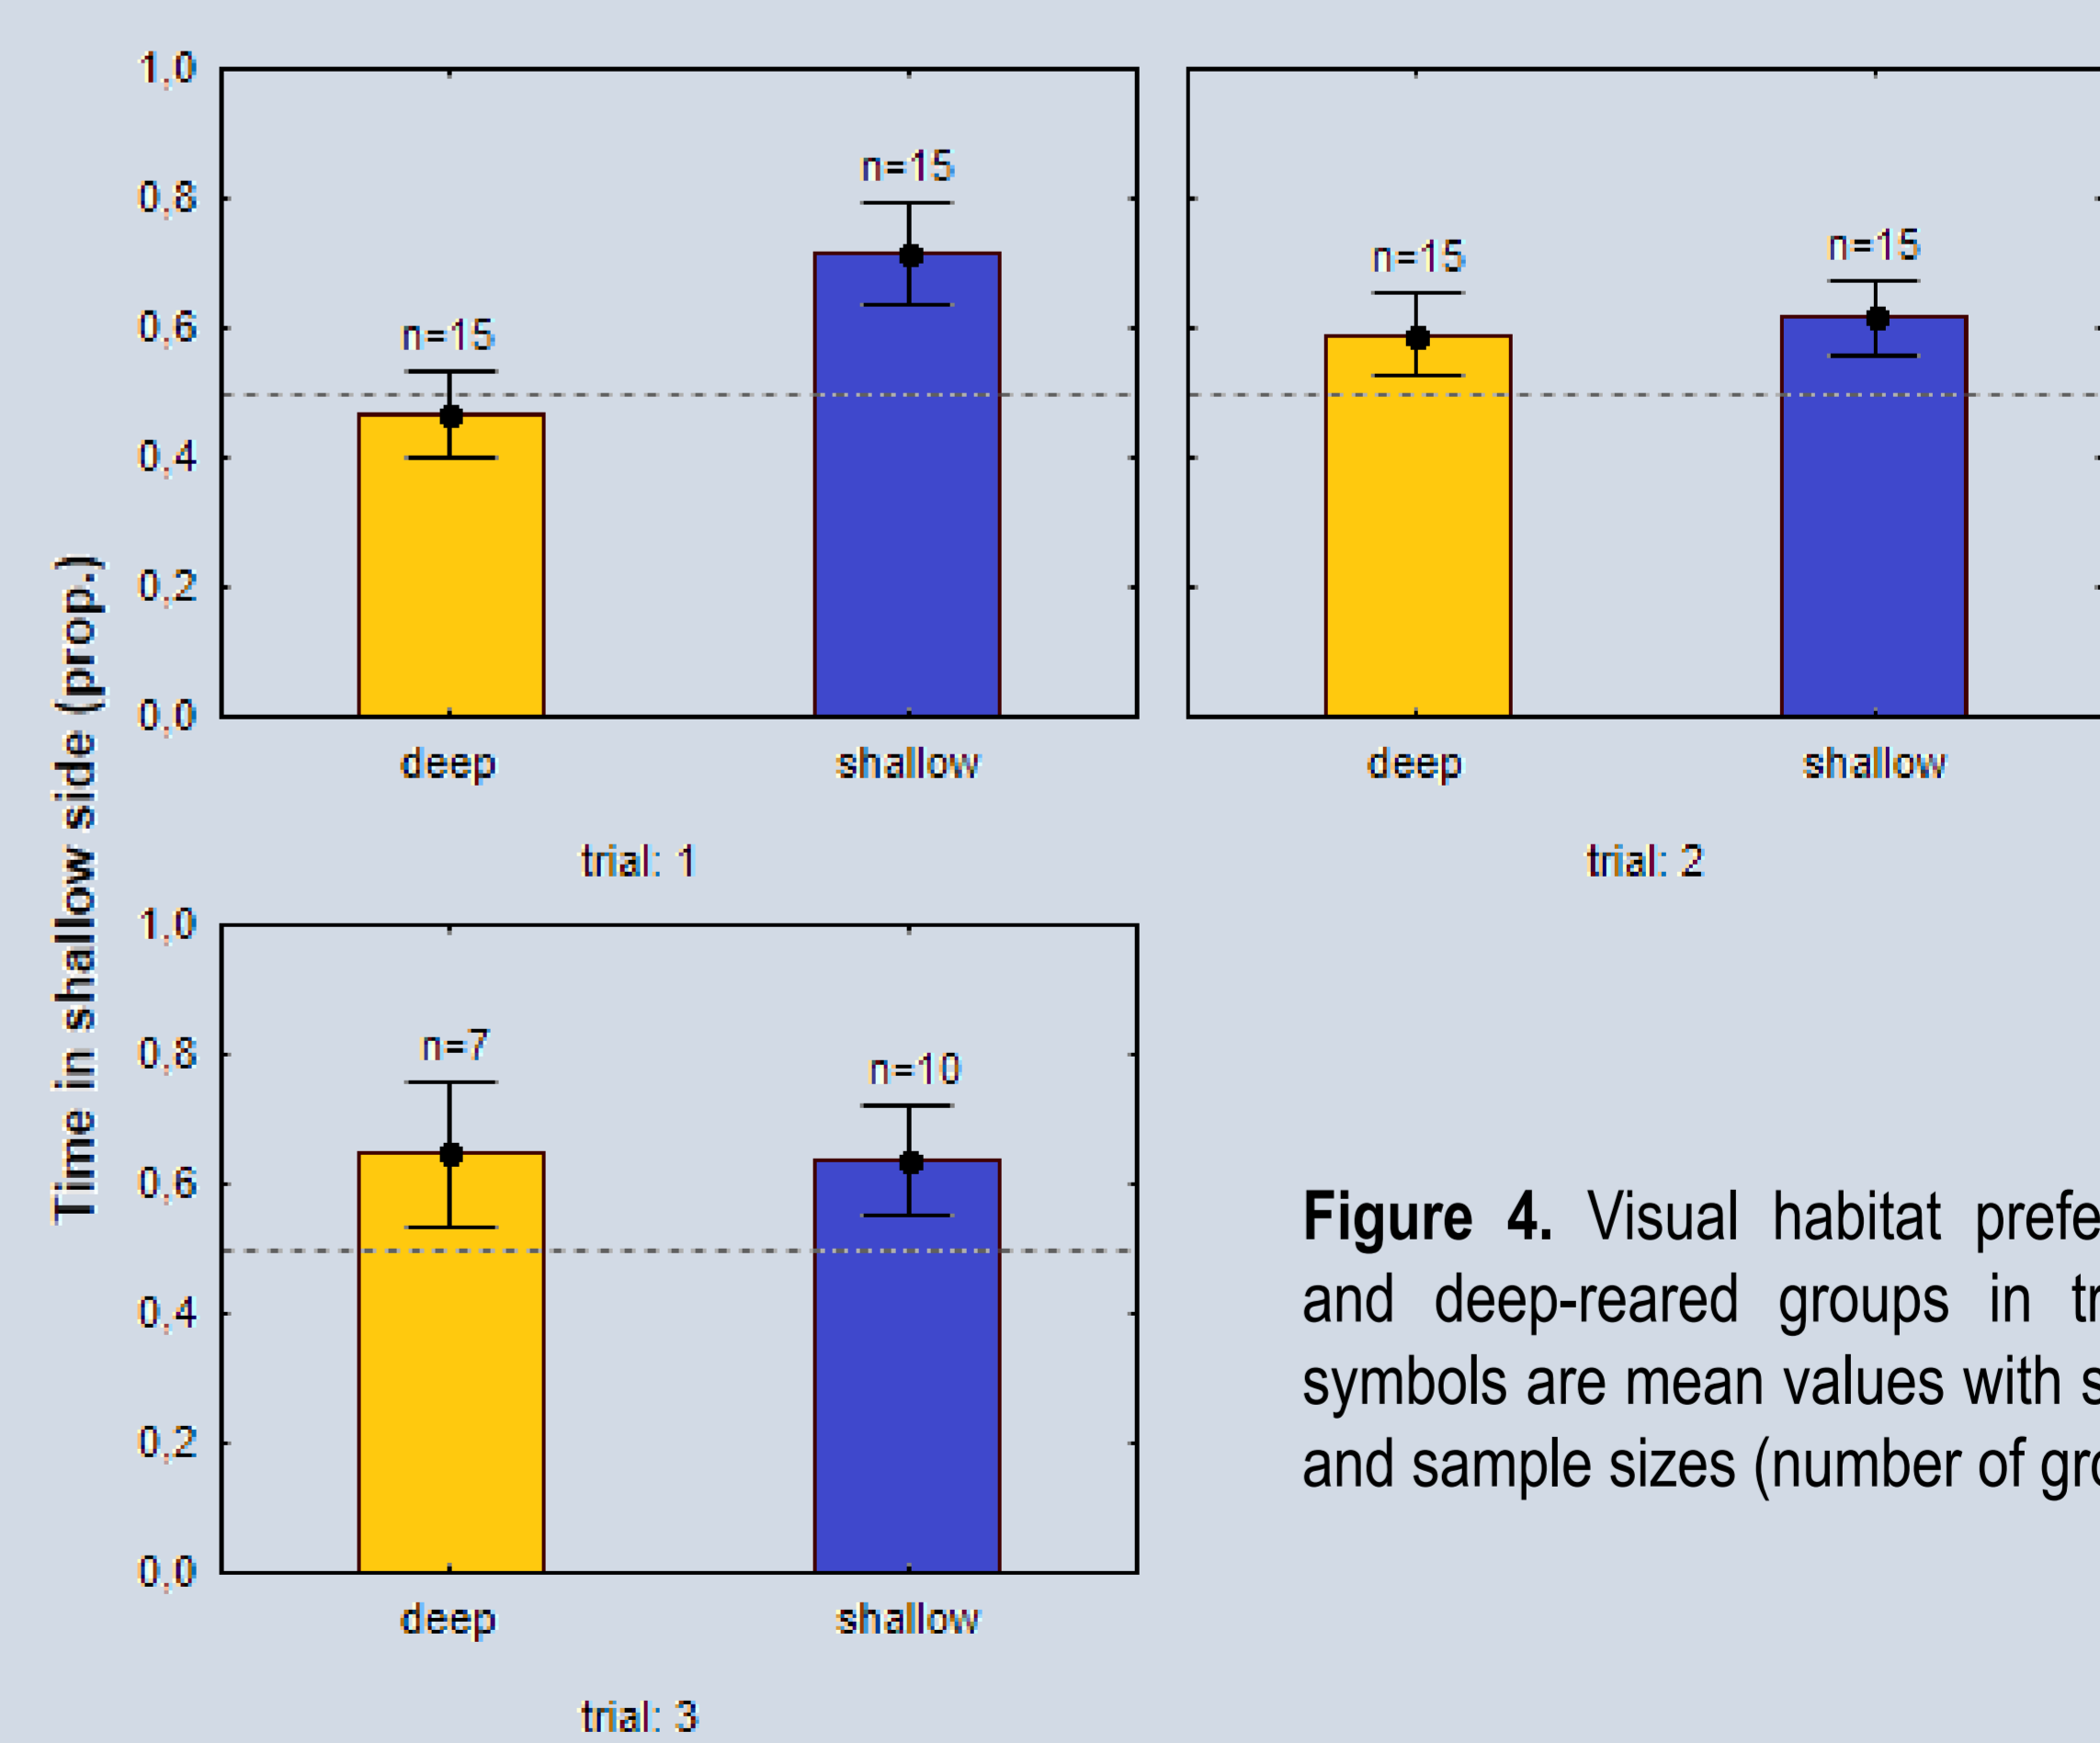 1,0
0,8
0,6
0,4
0,2
0,0
n=15
n=15
deep
shallow
trial: 1
n=15
n=15
deep
shallow
trial: 2
Time in shallow side (prop.)
1,0
0,8
0,6
0,4
0,2
0,0
n=7
n=10
deep
shallow
trial: 3
Figure 4. Visual habitat prefe
and deep-reared groups in tr
symbols are mean values with s
and sample sizes (number of gro